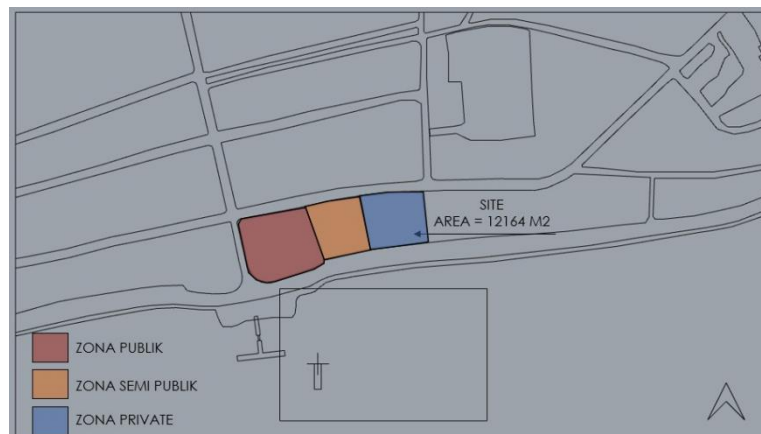 SITE
AREA = 12164 M2
ZONA PUBLIK
ZONA SEMI PUBLIK
ZONA PRIVATE